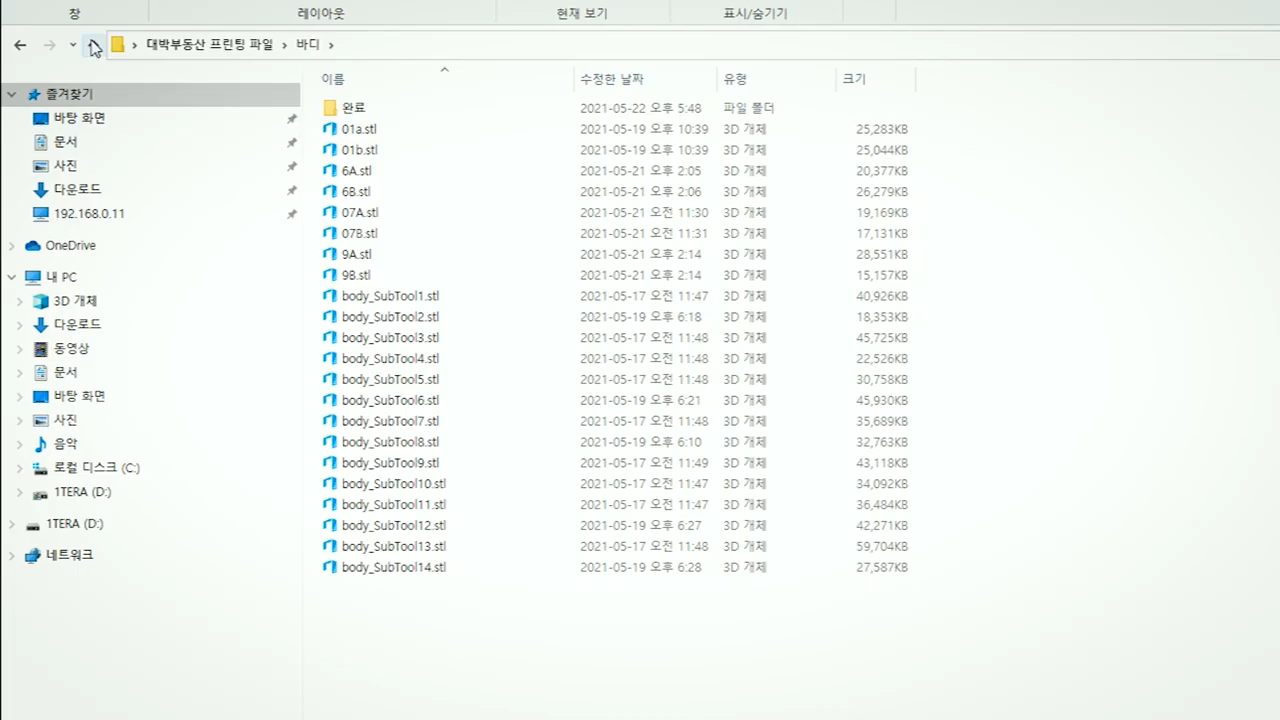 창 레이아웃 현재 보기 표시/숨기기
대박부동산 프린팅 파일 › 바디 ›
이름 수정한 날짜 유형 크기
즐겨찾기
바탕 화면
문서
사진
다운로드
192.168.0.11
OneDrive
내 PC
3D 개체
다운로드
동영상
문서
바탕 화면
사진
음악
로컬 디스크 (C:)
1TERA (D:)
1TERA (D:)
네트워크
완료 2021-05-22 오후 5:48 파일 폴더
01a.stl 2021-05-19 오후 10:39 3D 개체 25,283KB
01b.stl 2021-05-19 오후 10:39 3D 개체 25,044KB
6A.stl 2021-05-21 오후 2:05 3D 개체 20,377KB
6B.stl 2021-05-21 오후 2:06 3D 개체 26,279KB
07A.stl 2021-05-21 오전 11:30 3D 개체 19,169KB
07B.stl 2021-05-21 오전 11:31 3D 개체 17,131KB
9A.stl 2021-05-21 오후 2:14 3D 개체 28,551KB
9B.stl 2021-05-21 오후 2:14 3D 개체 15,157KB
body_SubTool1.stl 2021-05-17 오전 11:47 3D 개체 40,926KB
body_SubTool2.stl 2021-05-19 오후 6:18 3D 개체 18,353KB
body_SubTool3.stl 2021-05-17 오전 11:48 3D 개체 45,725KB
body_SubTool4.stl 2021-05-17 오전 11:48 3D 개체 22,526KB
body_SubTool5.stl 2021-05-17 오전 11:48 3D 개체 30,758KB
body_SubTool6.stl 2021-05-19 오후 6:21 3D 개체 45,930KB
body_SubTool7.stl 2021-05-17 오전 11:48 3D 개체 35,689KB
body_SubTool8.stl 2021-05-19 오후 6:10 3D 개체 32,763KB
body_SubTool9.stl 2021-05-17 오전 11:49 3D 개체 43,118KB
body_SubTool10.stl 2021-05-17 오전 11:47 3D 개체 34,092KB
body_SubTool11.stl 2021-05-17 오전 11:47 3D 개체 36,484KB
body_SubTool12.stl 2021-05-19 오후 6:27 3D 개체 42,271KB
body_SubTool13.stl 2021-05-17 오전 11:48 3D 개체 59,704KB
body_SubTool14.stl 2021-05-19 오후 6:28 3D 개체 27,587KB